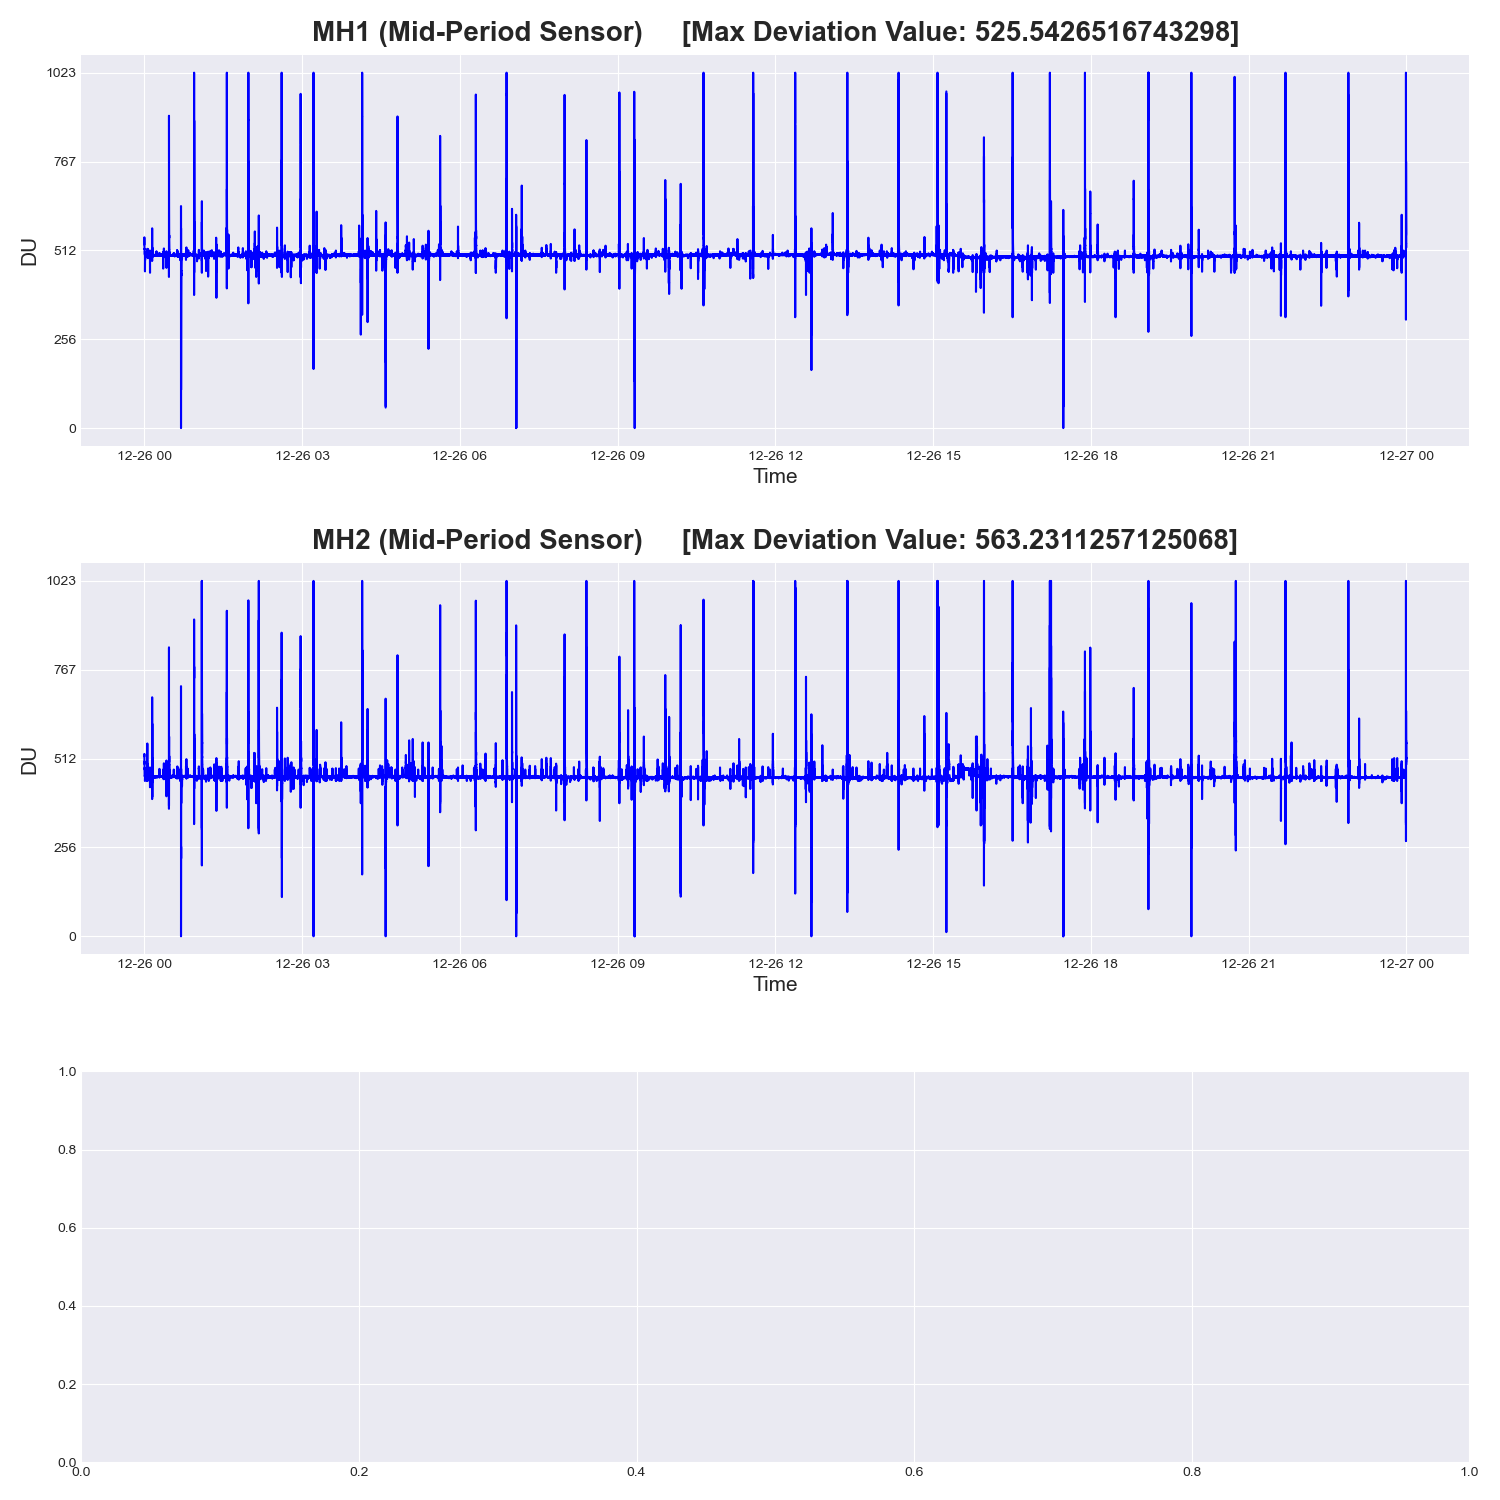 MH1 (Mid-Period Sensor) [Max Deviation Value: 525.5426516743298]
1023
767
512
256
0
DU
12-26 00 12-26 03 12-26 06 12-26 09 12-26 12 12-26 15 12-26 18 12-26 21 12-27 00
Time
MH2 (Mid-Period Sensor) [Max Deviation Value: 563.2311257125068]
1023
767
512
256
0
DU
12-26 00 12-26 03 12-26 06 12-26 09 12-26 12 12-26 15 12-26 18 12-26 21 12-27 00
Time
1.0
0.8
0.6
0.4
0.2
0.0
0.0 0.2 0.4 0.6 0.8 1.0